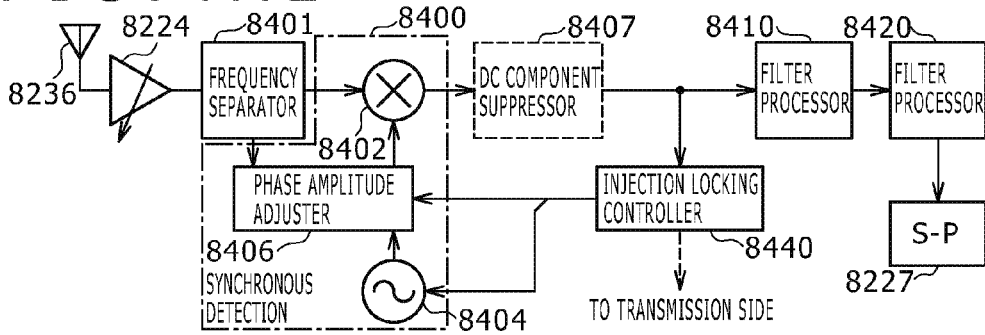 8401
8400
8224
8407
8410
8420
8236
FREQUENCY
SEPARATOR
8402
DC COMPONENT
SUPPRESSOR
FILTER
PROCESSOR
FILTER
PROCESSOR
PHASE AMPLITUDE
ADJUSTER
INJECTION LOCKING
CONTROLLER
8406
8440
S-P
8227
SYNCHRONOUS
DETECTION
8404
TO TRANSMISSION SIDE